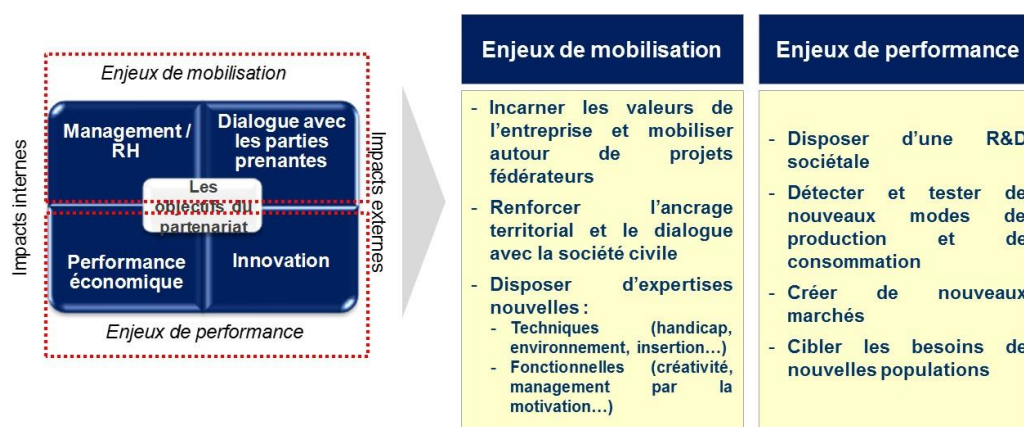 Enjeux de mobilisation
Impacts internes
Management /
RH
Dialogue avec
les parties
prenantes
Les
objectifs du
partenariat
Performance
économique
Innovation
Impacts externes
Enjeux de performance
Enjeux de mobilisation
- Incarner les valeurs de
l'entreprise et mobiliser
autour de projets
fédérateurs
- Renforcer l'ancrage
territorial et le dialogue
avec la société civile
- Disposer d'expertises
nouvelles :
- Techniques (handicap,
environnement, insertion…)
- Fonctionnelles (créativité,
management par la
motivation…)
Enjeux de performance
- Disposer d'une R&D
sociétale
- Détecter et tester de
nouveaux modes de
production et de
consommation
- Créer de nouveaux
marchés
- Cibler les besoins de
nouvelles populations